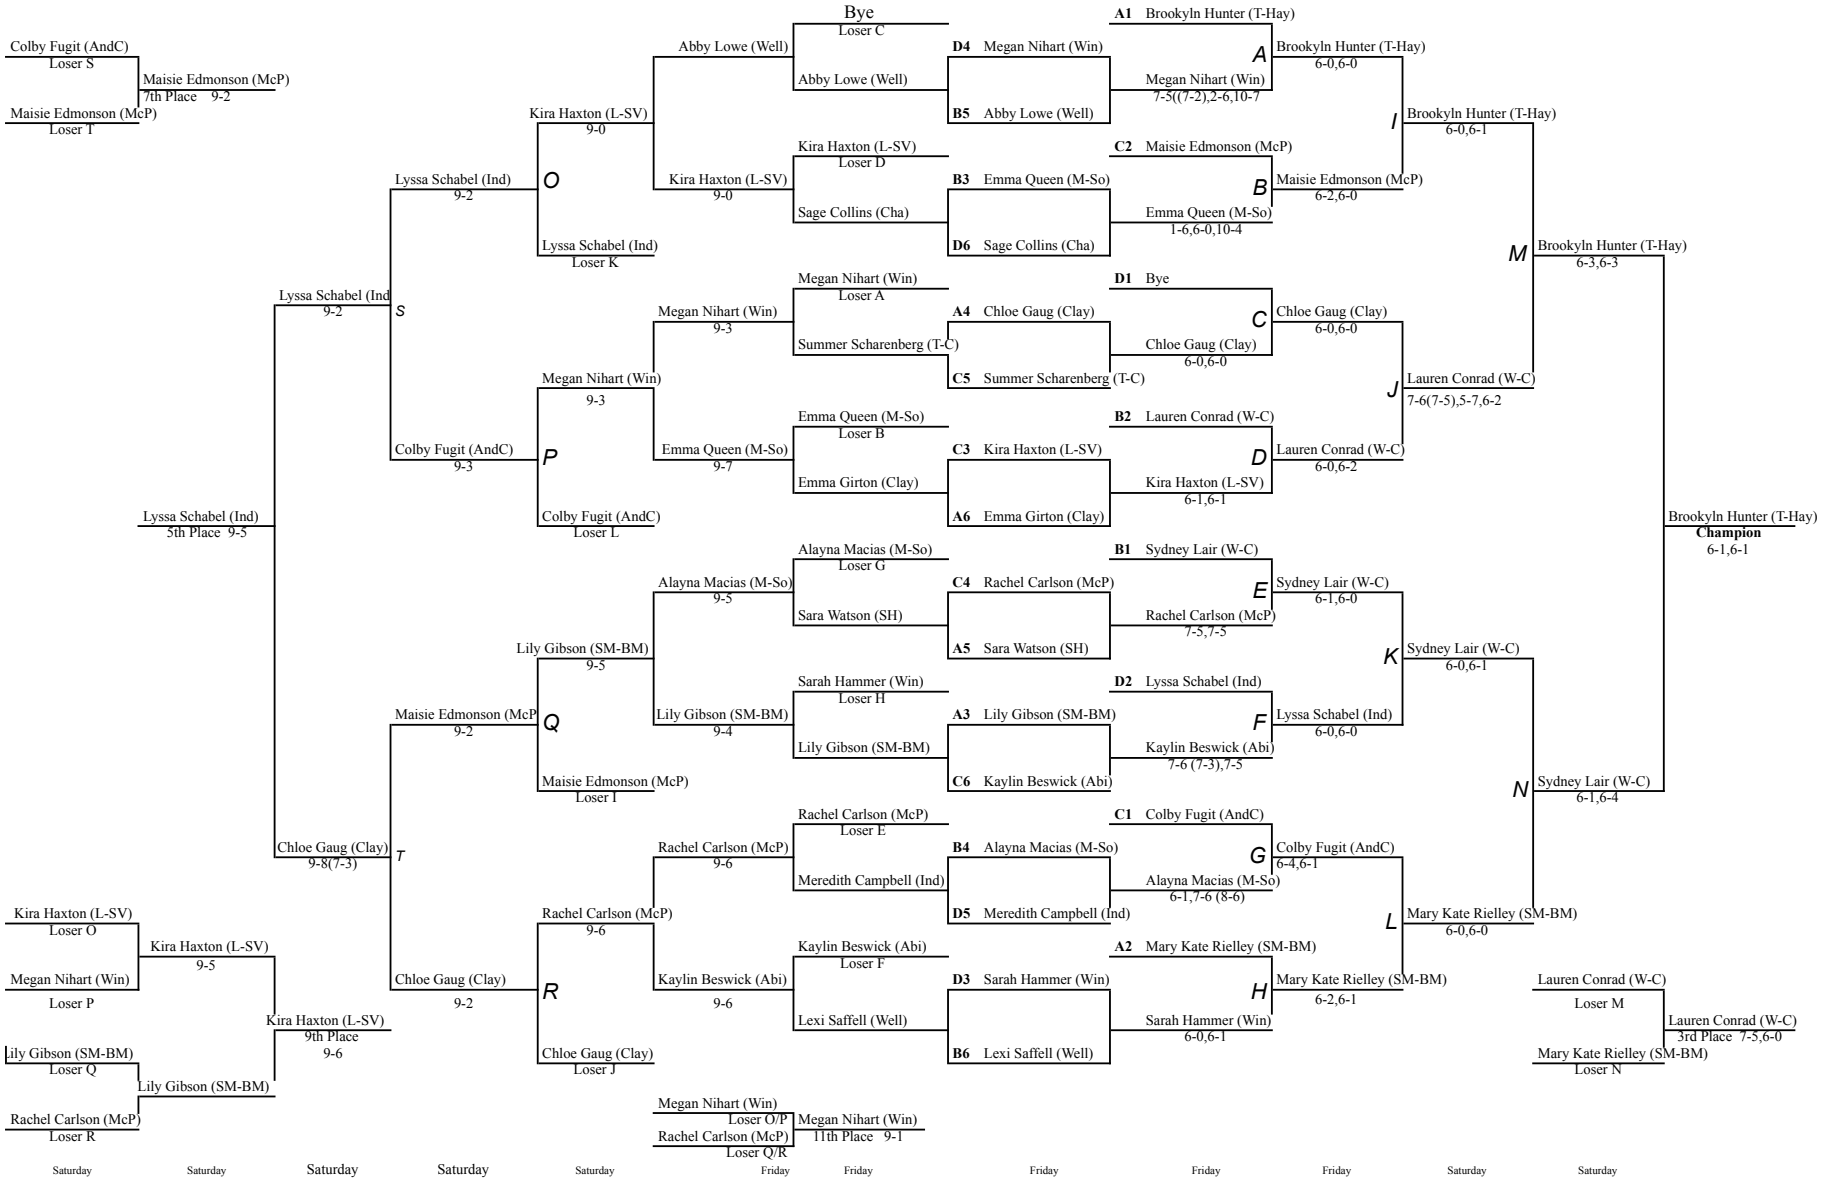 Bye
Loser C
Abby Lowe (Well)
Abby Lowe (Well)
Kira Haxton (L-SV)
9-0
Kira Haxton (L-SV)
Loser D
Kira Haxton (L-SV)
9-0
Sage Collins (Cha)
Lyssa Schabel (Ind)
9-2
O
Lyssa Schabel (Ind)
Loser K
Megan Nihart (Win)
Loser A
Megan Nihart (Win)
9-3
Summer Scharenberg (T-C)
Lyssa Schabel (Ind
9-2
S
Megan Nihart (Win)
9-3
Emma Queen (M-So)
Loser B
Emma Queen (M-So)
9-7
Emma Girton (Clay)
Colby Fugit (AndC)
9-3
P
Colby Fugit (AndC)
Loser L
Lyssa Schabel (Ind)
5th Place 9-5
Alayna Macias (M-So)
Loser G
Alayna Macias (M-So)
9-5
Sara Watson (SH)
Lily Gibson (SM-BM)
9-5
Sarah Hammer (Win)
Loser H
Lily Gibson (SM-BM)
9-4
Lily Gibson (SM-BM)
Maisie Edmonson (McP
9-2
Q
Maisie Edmonson (McP)
Loser I
Chloe Gaug (Clay)
9-8(7-3)
T
Rachel Carlson (McP)
Loser E
Rachel Carlson (McP)
9-6
Meredith Campbell (Ind)
Rachel Carlson (McP)
9-6
Kaylin Beswick (Abi)
Loser F
Kaylin Beswick (Abi)
9-6
Lexi Saffell (Well)
Chloe Gaug (Clay)
9-2
R
Chloe Gaug (Clay)
Loser J
Colby Fugit (AndC)
Loser S
Maisie Edmonson (McP)
7th Place 9-2
Maisie Edmonson (McP)
Loser T
Kira Haxton (L-SV)
Loser O
Kira Haxton (L-SV)
9-5
Megan Nihart (Win)
Loser P
Kira Haxton (L-SV)
9th Place
9-6
Lily Gibson (SM-BM)
Loser Q
Lily Gibson (SM-BM)
Rachel Carlson (McP)
Loser R
Megan Nihart (Win)
Loser O/P
Megan Nihart (Win)
11th Place 9-1
Rachel Carlson (McP)
Loser Q/R
D4 Megan Nihart (Win)
B5 Abby Lowe (Well)
B3 Emma Queen (M-So)
D6 Sage Collins (Cha)
A4 Chloe Gaug (Clay)
C5 Summer Scharenberg (T-C)
C3 Kira Haxton (L-SV)
A6 Emma Girton (Clay)
C4 Rachel Carlson (McP)
A5 Sara Watson (SH)
A3 Lily Gibson (SM-BM)
C6 Kaylin Beswick (Abi)
B4 Alayna Macias (M-So)
D5 Meredith Campbell (Ind)
D3 Sarah Hammer (Win)
B6 Lexi Saffell (Well)
A1 Brookyln Hunter (T-Hay)
A
Megan Nihart (Win)
7-5((7-2),2-6,10-7
C2 Maisie Edmonson (McP)
B
Emma Queen (M-So)
1-6,6-0,10-4
D1 Bye
C
Chloe Gaug (Clay)
6-0,6-0
B2 Lauren Conrad (W-C)
D
Kira Haxton (L-SV)
6-1,6-1
B1 Sydney Lair (W-C)
E
Rachel Carlson (McP)
7-5,7-5
D2 Lyssa Schabel (Ind)
F
Kaylin Beswick (Abi)
7-6 (7-3),7-5
C1 Colby Fugit (AndC)
G
Alayna Macias (M-So)
6-1,7-6 (8-6)
A2 Mary Kate Rielley (SM-BM)
H
Sarah Hammer (Win)
6-0,6-1
Brookyln Hunter (T-Hay)
6-0,6-0
I
Maisie Edmonson (McP)
6-2,6-0
Chloe Gaug (Clay)
6-0,6-0
J
Lauren Conrad (W-C)
6-0,6-2
Sydney Lair (W-C)
6-1,6-0
K
Lyssa Schabel (Ind)
6-0,6-0
Colby Fugit (AndC)
6-4,6-1
L
Mary Kate Rielley (SM-BM)
6-2,6-1
Brookyln Hunter (T-Hay)
6-0,6-1
M
Lauren Conrad (W-C)
7-6(7-5),5-7,6-2
Sydney Lair (W-C)
6-0,6-1
N
Mary Kate Rielley (SM-BM)
6-0,6-0
Brookyln Hunter (T-Hay)
6-3,6-3
Sydney Lair (W-C)
6-1,6-4
Brookyln Hunter (T-Hay)
Champion
6-1,6-1
Lauren Conrad (W-C)
Loser M
Lauren Conrad (W-C)
3rd Place 7-5,6-0
Mary Kate Rielley (SM-BM)
Loser N
Saturday Saturday Saturday Saturday Saturday Friday Friday Friday Friday Friday Saturday Saturday